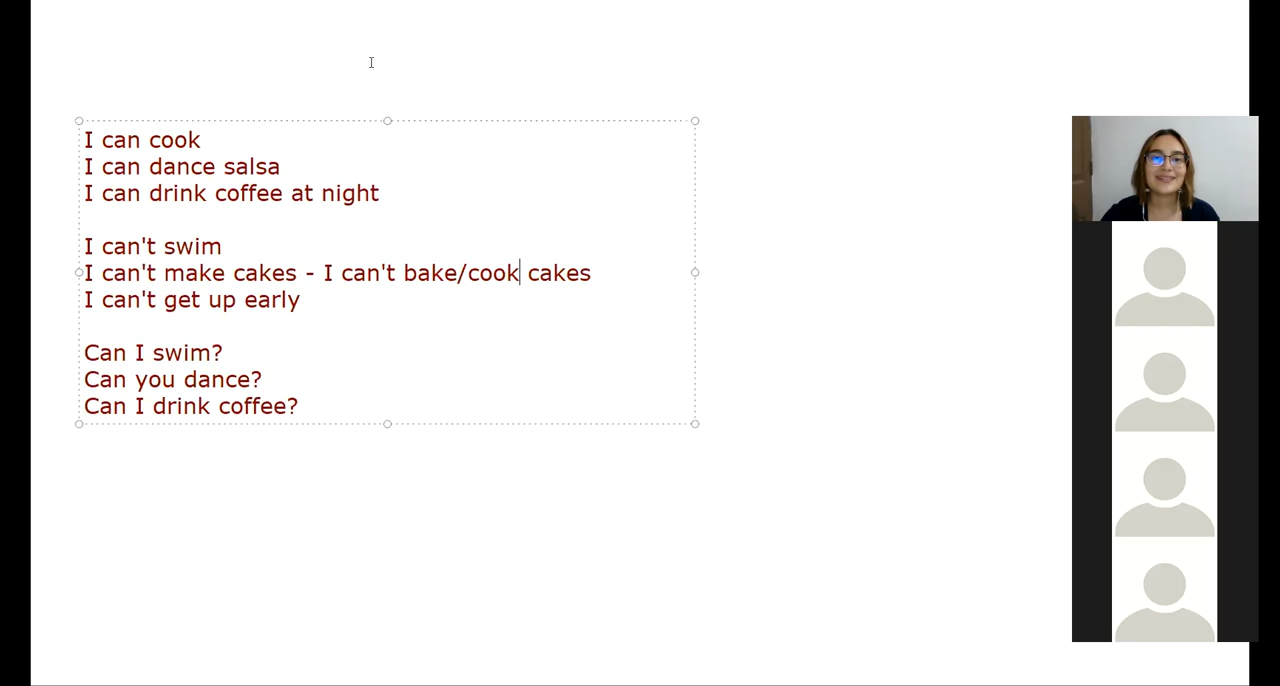 I can cook
I can dance salsa
I can drink coffee at night
I can't swim
I can't make cakes - I can't bake/cook cakes
I can't get up early
Can I swim?
Can you dance?
Can I drink coffee?